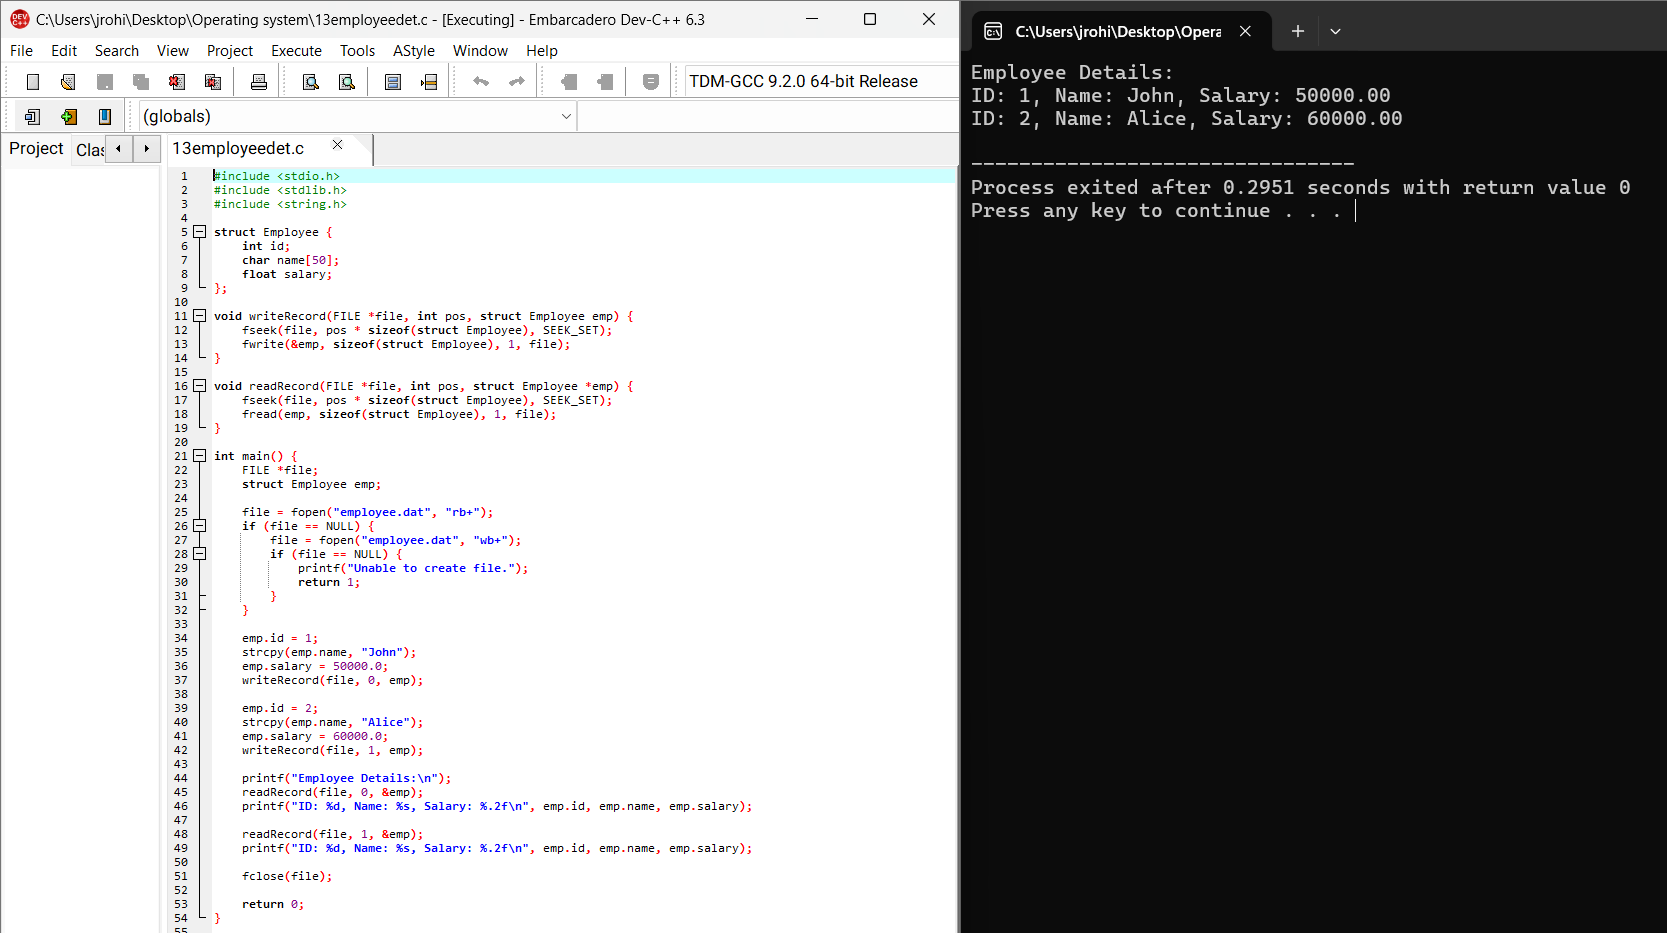 C:\Users\jrohi\Desktop\Operating system\13employeedet.c - [Executing] - Embarcadero Dev-C++ 6.3
File Edit Search View Project Execute Tools AStyle Window Help
TDM-GCC 9.2.0 64-bit Release
(globals)
Project Clas 13employeedet.c
1 #include <stdio.h>
2 #include <stdlib.h>
3 #include <string.h>
4
5 struct Employee {
6     int id;
7     char name[50];
8     float salary;
9 };
10
11 void writeRecord(FILE *file, int pos, struct Employee emp) {
12     fseek(file, pos * sizeof(struct Employee), SEEK_SET);
13     fwrite(&emp, sizeof(struct Employee), 1, file);
14 }
15
16 void readRecord(FILE *file, int pos, struct Employee *emp) {
17     fseek(file, pos * sizeof(struct Employee), SEEK_SET);
18     fread(emp, sizeof(struct Employee), 1, file);
19 }
20
21 int main() {
22     FILE *file;
23     struct Employee emp;
24
25     file = fopen("employee.dat", "rb+");
26     if (file == NULL) {
27         file = fopen("employee.dat", "wb+");
28         if (file == NULL) {
29             printf("Unable to create file.");
30             return 1;
31         }
32     }
33
34     emp.id = 1;
35     strcpy(emp.name, "John");
36     emp.salary = 50000.0;
37     writeRecord(file, 0, emp);
38
39     emp.id = 2;
40     strcpy(emp.name, "Alice");
41     emp.salary = 60000.0;
42     writeRecord(file, 1, emp);
43
44     printf("Employee Details:\n");
45     readRecord(file, 0, &emp);
46     printf("ID: %d, Name: %s, Salary: %.2f\n", emp.id, emp.name, emp.salary);
47
48     readRecord(file, 1, &emp);
49     printf("ID: %d, Name: %s, Salary: %.2f\n", emp.id, emp.name, emp.salary);
50
51     fclose(file);
52
53     return 0;
54 }
55
C:\Users\jrohi\Desktop\Opera
Employee Details:
ID: 1, Name: John, Salary: 50000.00
ID: 2, Name: Alice, Salary: 60000.00
--------------------------------
Process exited after 0.2951 seconds with return value 0
Press any key to continue . . .